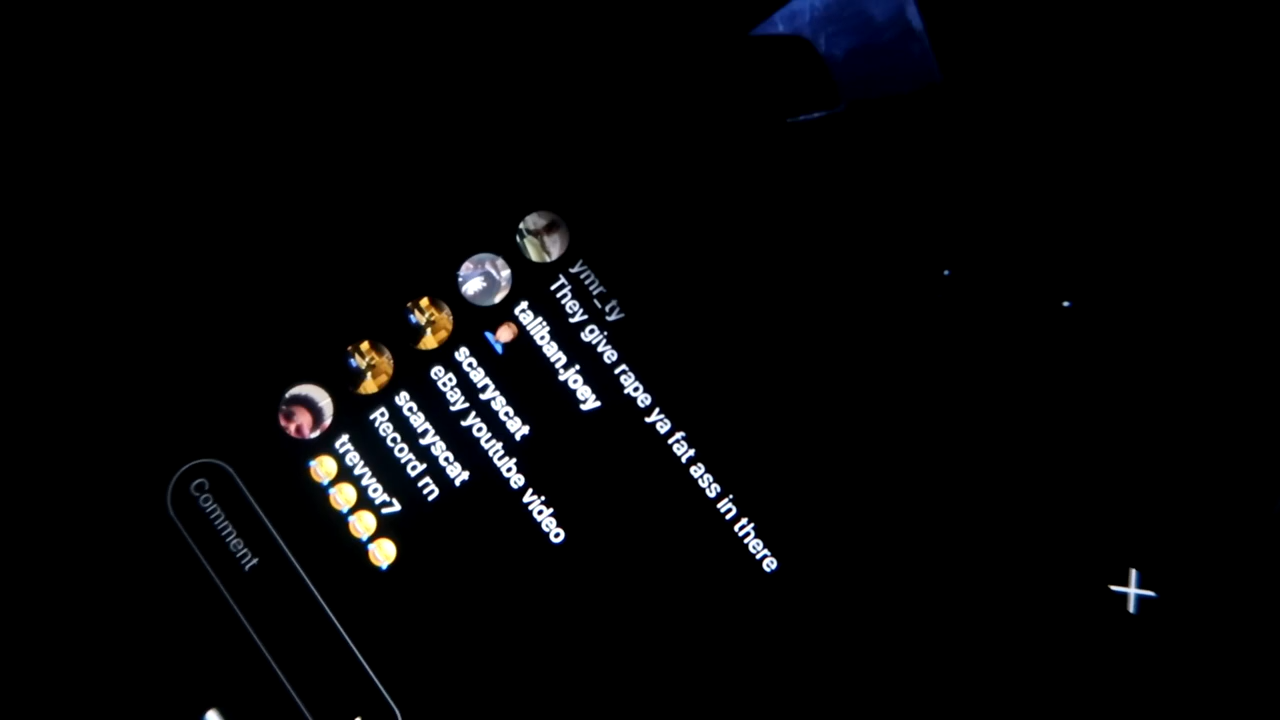 ymr_ty
They give rape ya fat ass in there
taliban.joey
scaryscat
eBay youtube video
scaryscat
Record rn
trevvor7
😂😂😂😂
Comment